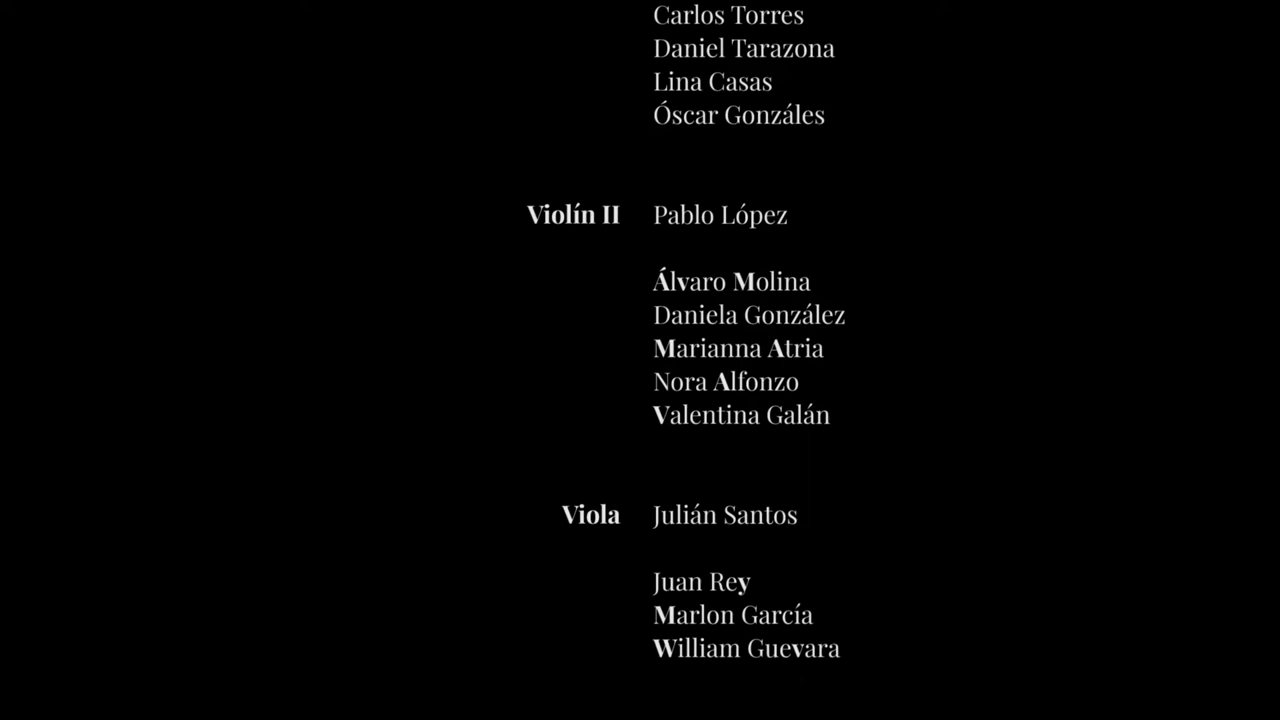 Carlos Torres
Daniel Tarazona
Lina Casas
Óscar Gonzáles
Violín II Pablo López
Álvaro Molina
Daniela González
Marianna Atria
Nora Alfonzo
Valentina Galán
Viola Julián Santos
Juan Rey
Marlon García
William Guevara